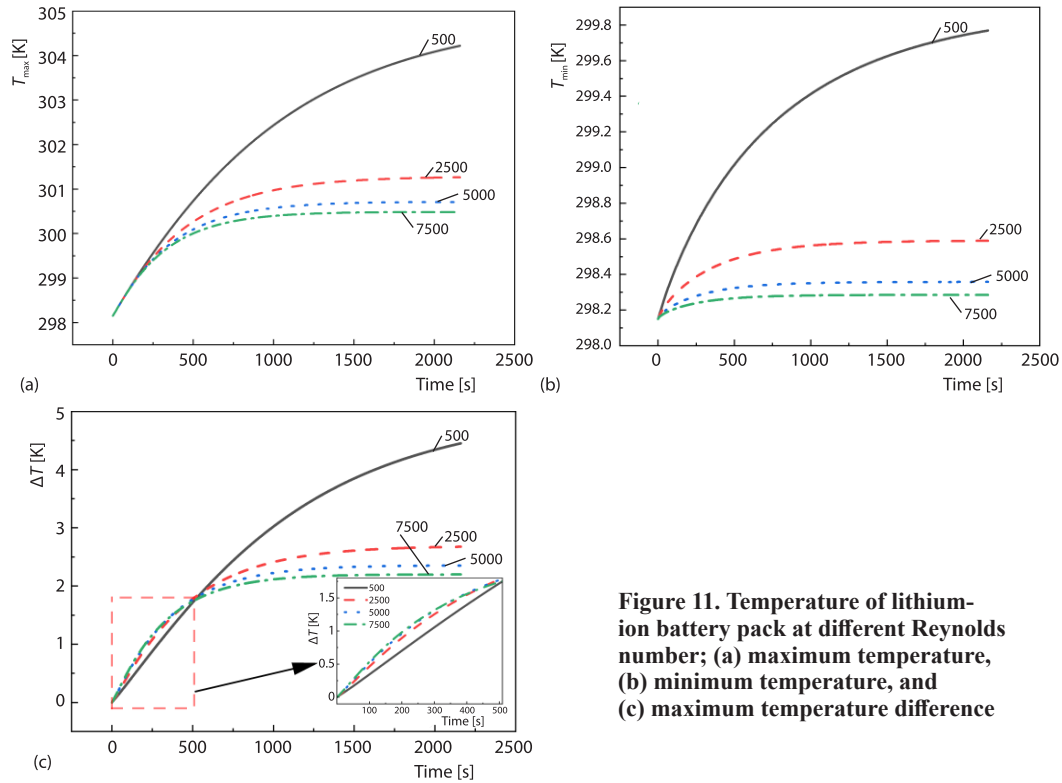 305
304
303
302
301
300
299
298
T_max [K]
500
2500
5000
7500
0 500 1000 1500 2000 2500
Time [s]
(a)
299.8
299.6
299.4
299.2
299.0
298.8
298.6
298.4
298.2
298.0
T_min [K]
500
2500
5000
7500
0 500 1000 1500 2000 2500
Time [s]
(b)
5
4
3
2
1
0
ΔT [K]
500
7500
2500
5000
1.5
0.5
0
ΔT [K]
500
2500
5000
7500
100 200 300 400 500
Time [s]
0 500 1000 1500 2000 2500
Time [s]
(c)
Figure 11. Temperature of lithium-
ion battery pack at different Reynolds
number; (a) maximum temperature,
(b) minimum temperature, and
(c) maximum temperature difference